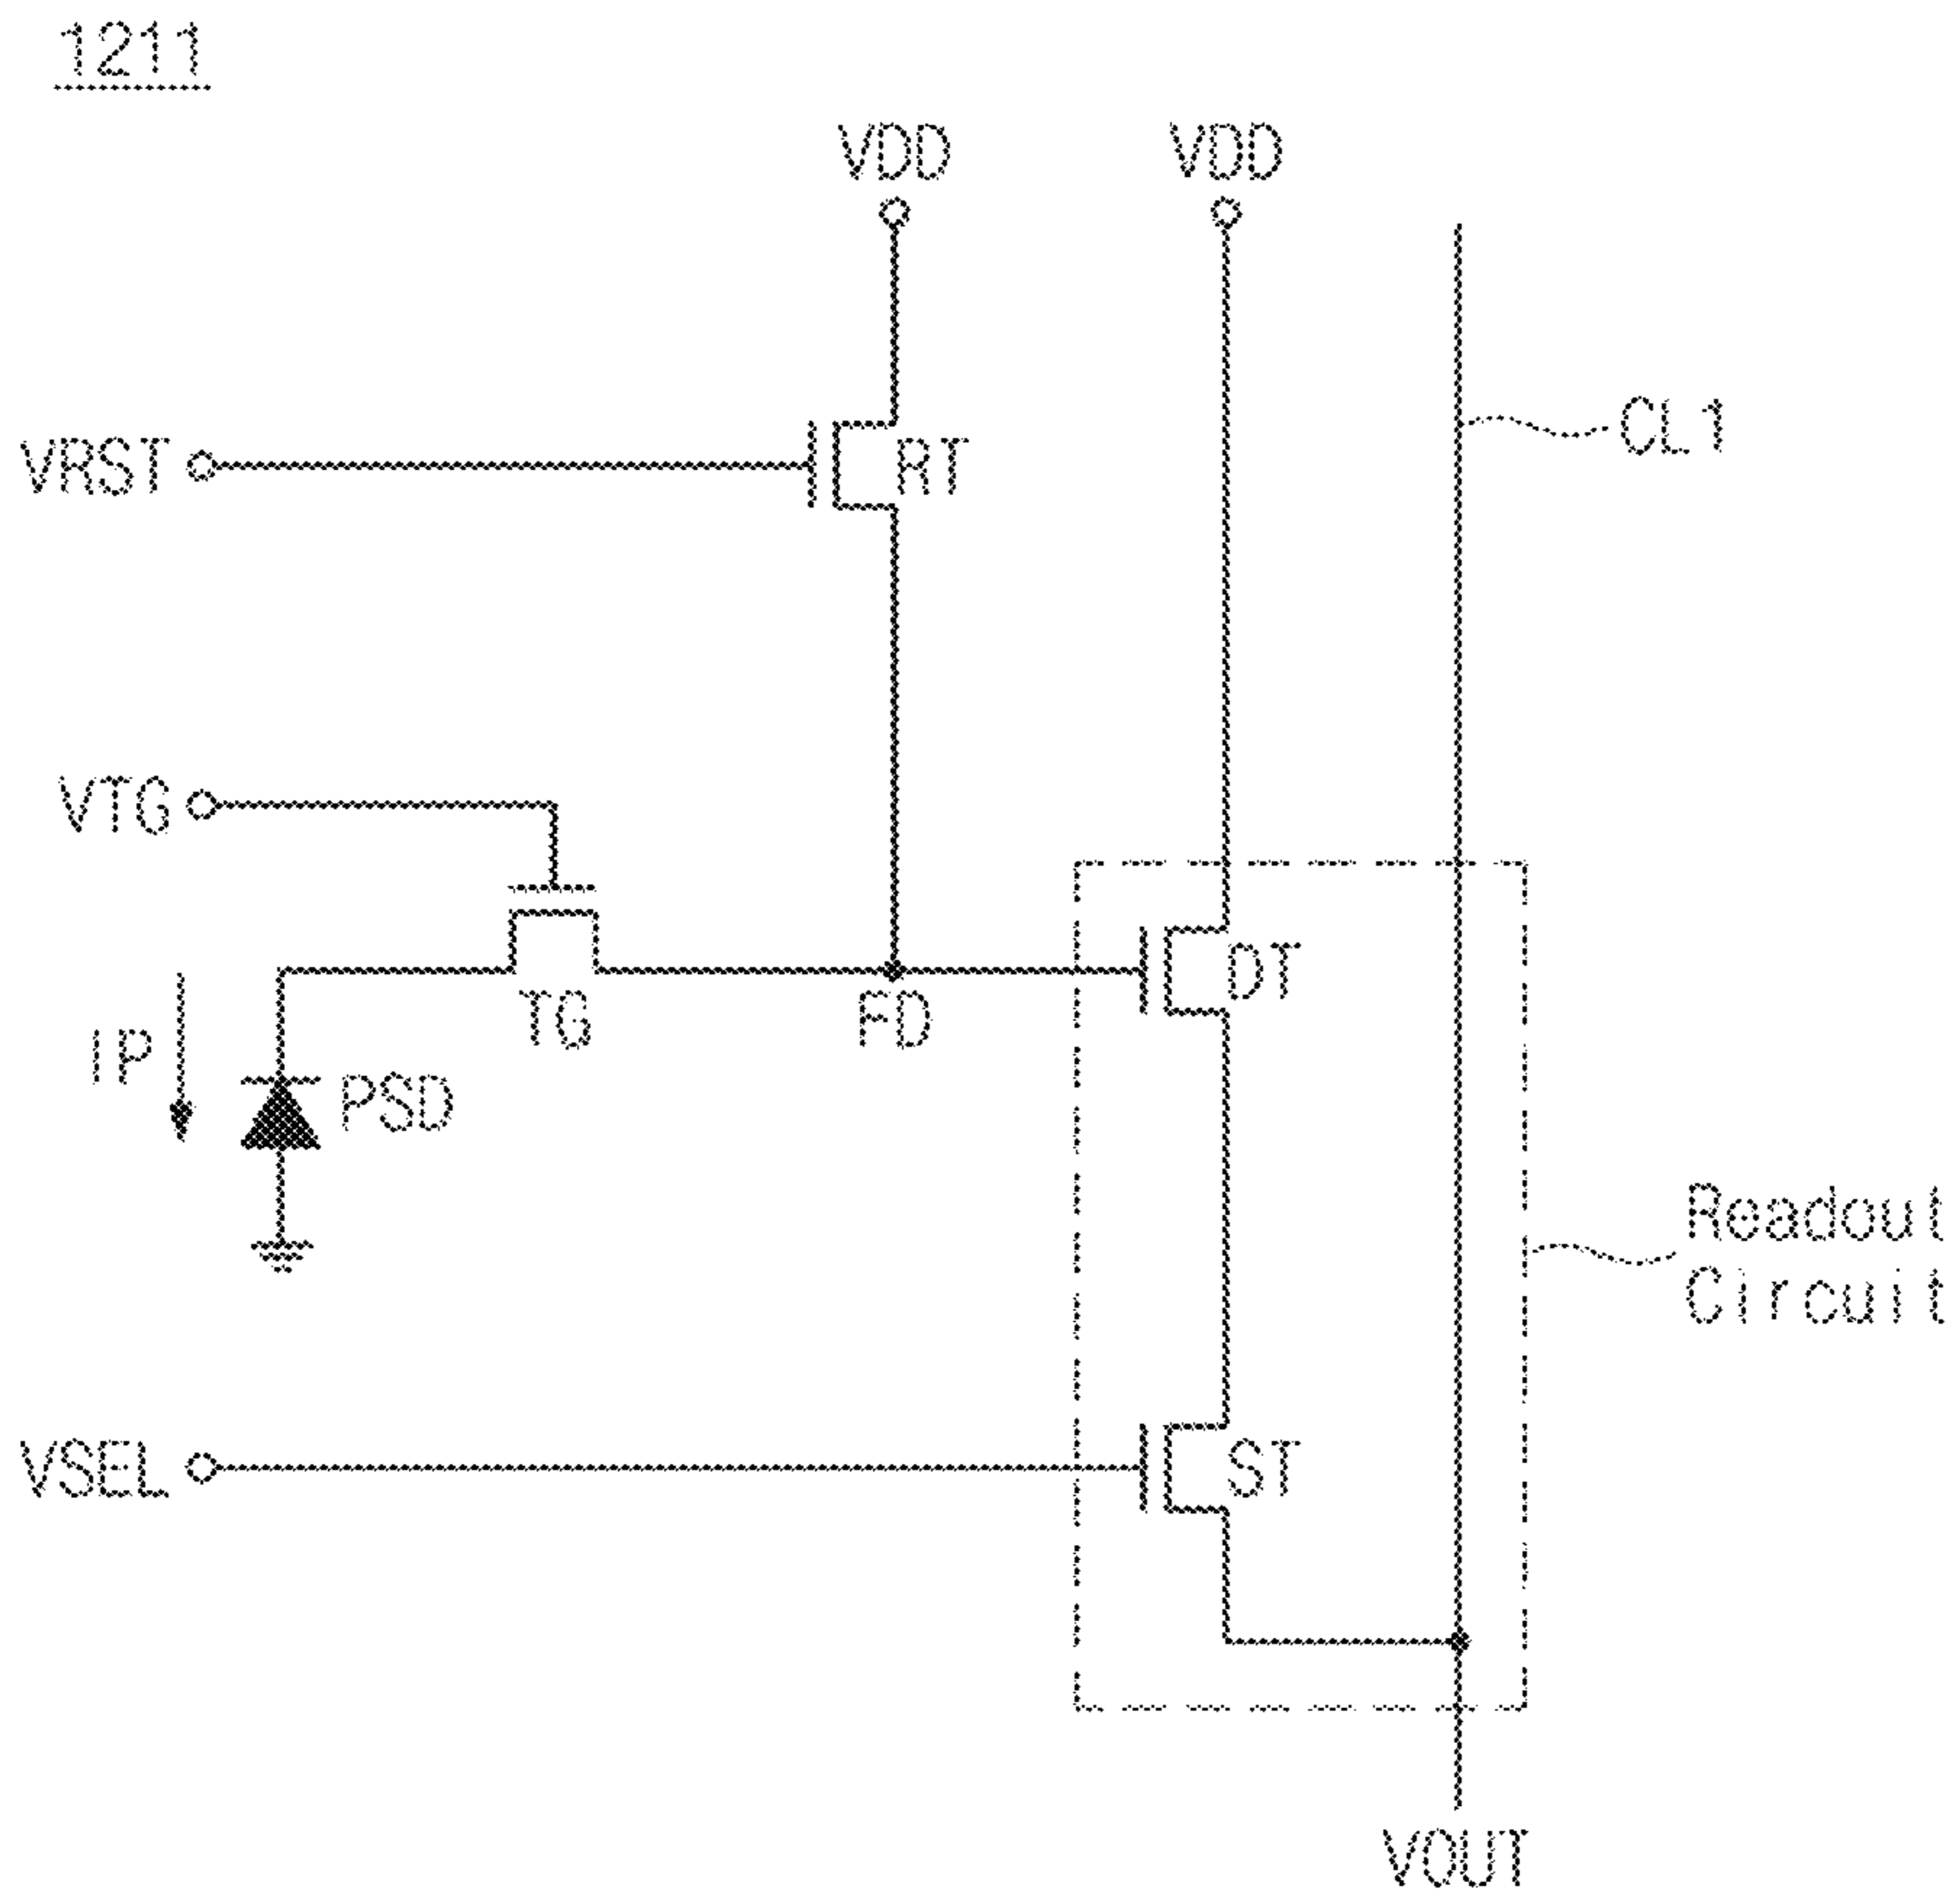 1211
VDD
VDD
CL1
VRST
RT
VTG
DT
TG
FD
IP
PSD
Readout
Circuit
VSEL
ST
VOUT